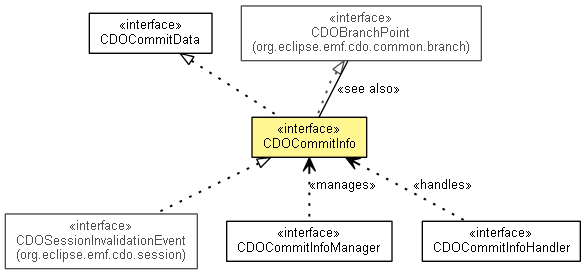 «interface»
CDOCommitData
«interface»
CDOBranchPoint
(org.eclipse.emf.cdo.common.branch)
«see also»
«interface»
CDOCommitInfo
«manages»
«handles»
«interface»
CDOSessionInvalidationEvent
(org.eclipse.emf.cdo.session)
«interface»
CDOCommitInfoManager
«interface»
CDOCommitInfoHandler